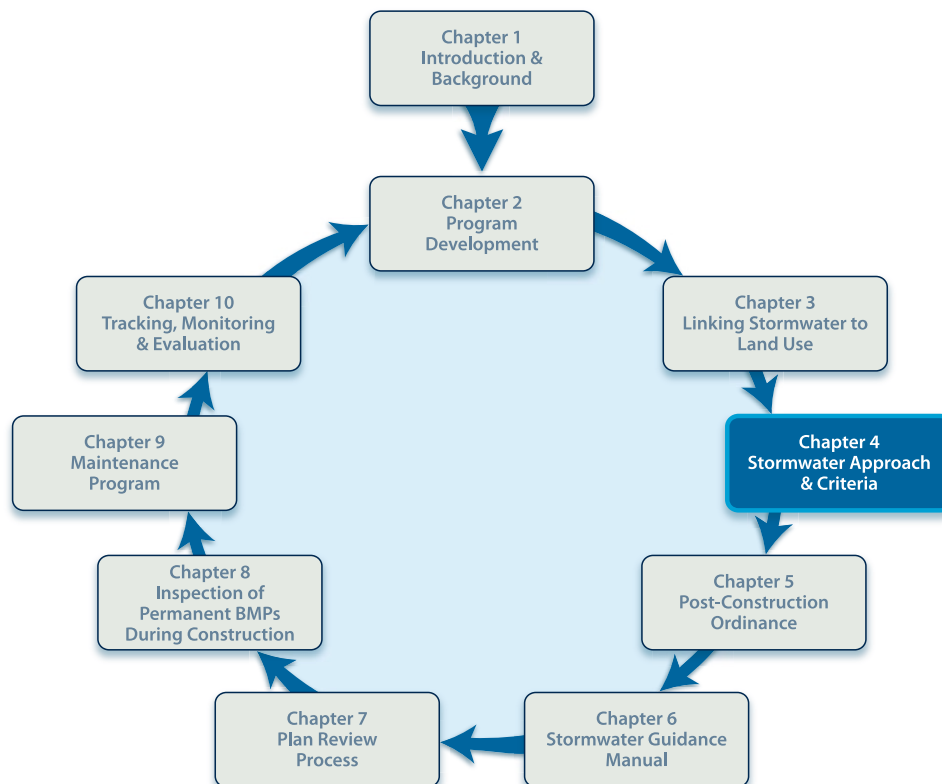 Chapter 1
Introduction &
Background
Chapter 2
Program
Development
Chapter 3
Linking Stormwater to
Land Use
Chapter 4
Stormwater Approach
& Criteria
Chapter 5
Post-Construction
Ordinance
Chapter 6
Stormwater Guidance
Manual
Chapter 7
Plan Review
Process
Chapter 8
Inspection of
Permanent BMPs
During Construction
Chapter 9
Maintenance
Program
Chapter 10
Tracking, Monitoring
& Evaluation